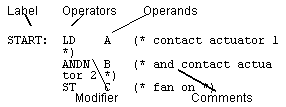 Label Operators Operands
START: LD A (* contact actuator 1
*)
ANDN B (* and contact actua
tor 2 *)
ST C (* fan on *)
Modifier Comments